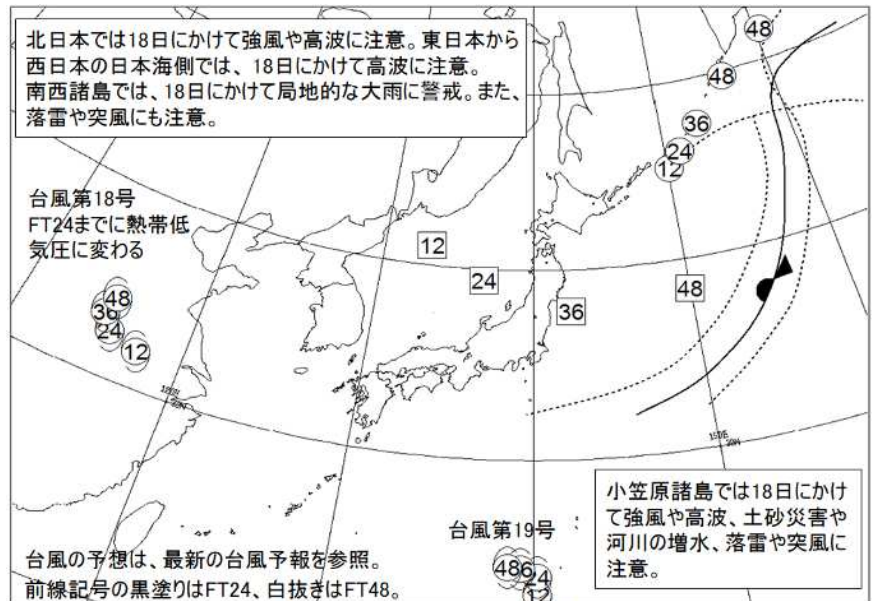 北日本では18日にかけて強風や高波に注意。東日本から
西日本の日本海側では、18日にかけて高波に注意。
南西諸島では、18日にかけて局地的な大雨に警戒。また、
落雷や突風にも注意。
48
48
36
24
12
台風第18号
FT24までに熱帯低
気圧に変わる
12
24
36
48
48
36
24
12
台風第19号
48
24
12
小笠原諸島では18日にかけ
て強風や高波、土砂災害や
河川の増水、落雷や突風に
注意。
台風の予想は、最新の台風予報を参照。
前線記号の黒塗りはFT24、白抜きはFT48。